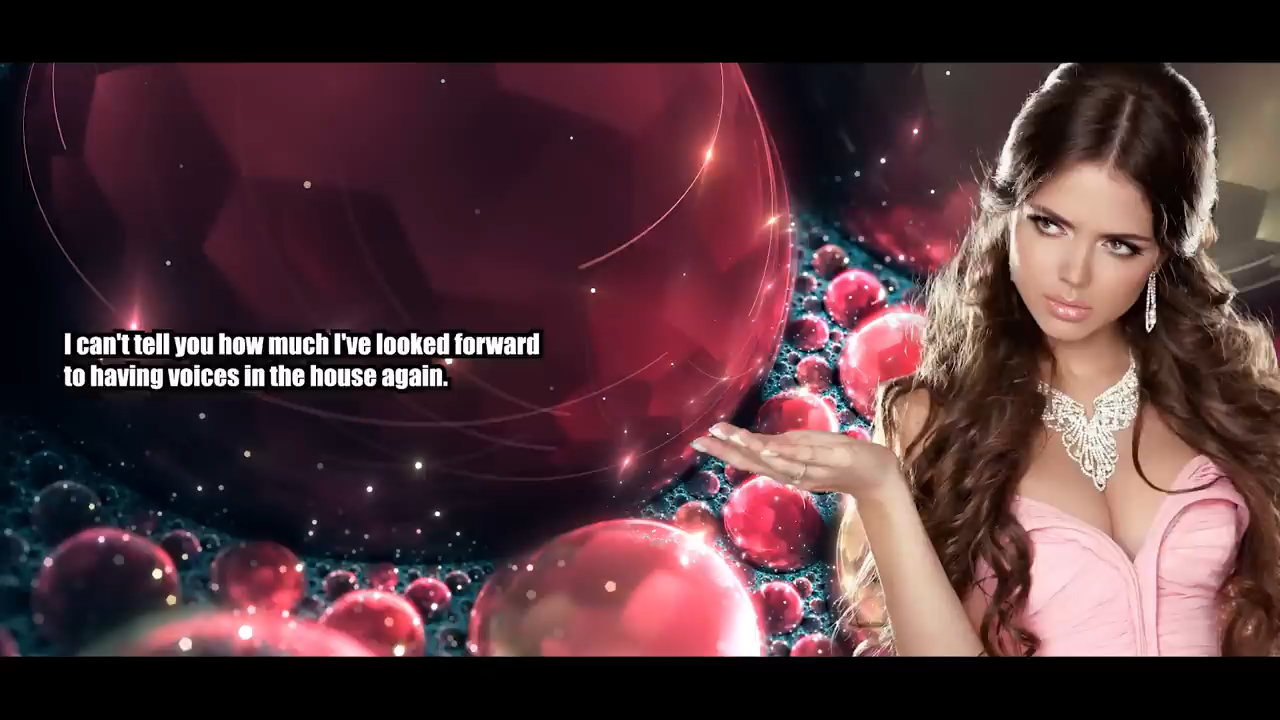 I can't tell you how much I've looked forward
to having voices in the house again.